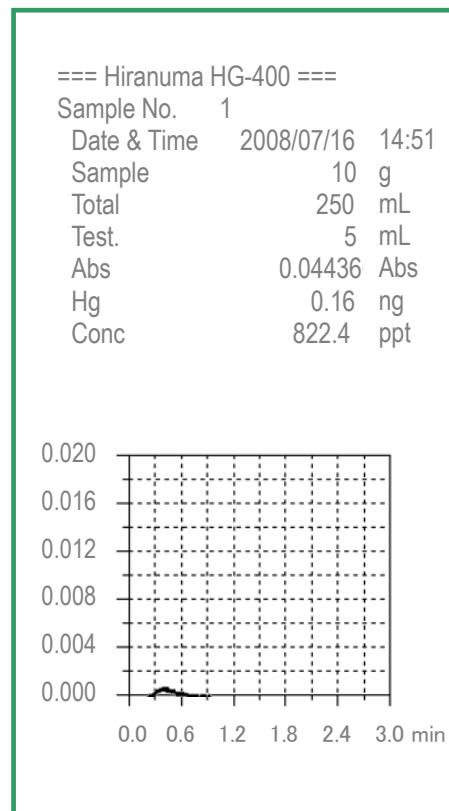 === Hiranuma HG-400 ===
Sample No. 1
Date & Time 2008/07/16 14:51
Sample 10 g
Total 250 mL
Test. 5 mL
Abs 0.04436 Abs
Hg 0.16 ng
Conc 822.4 ppt
0.020
0.016
0.012
0.008
0.004
0.000
0.0 0.6 1.2 1.8 2.4 3.0 min